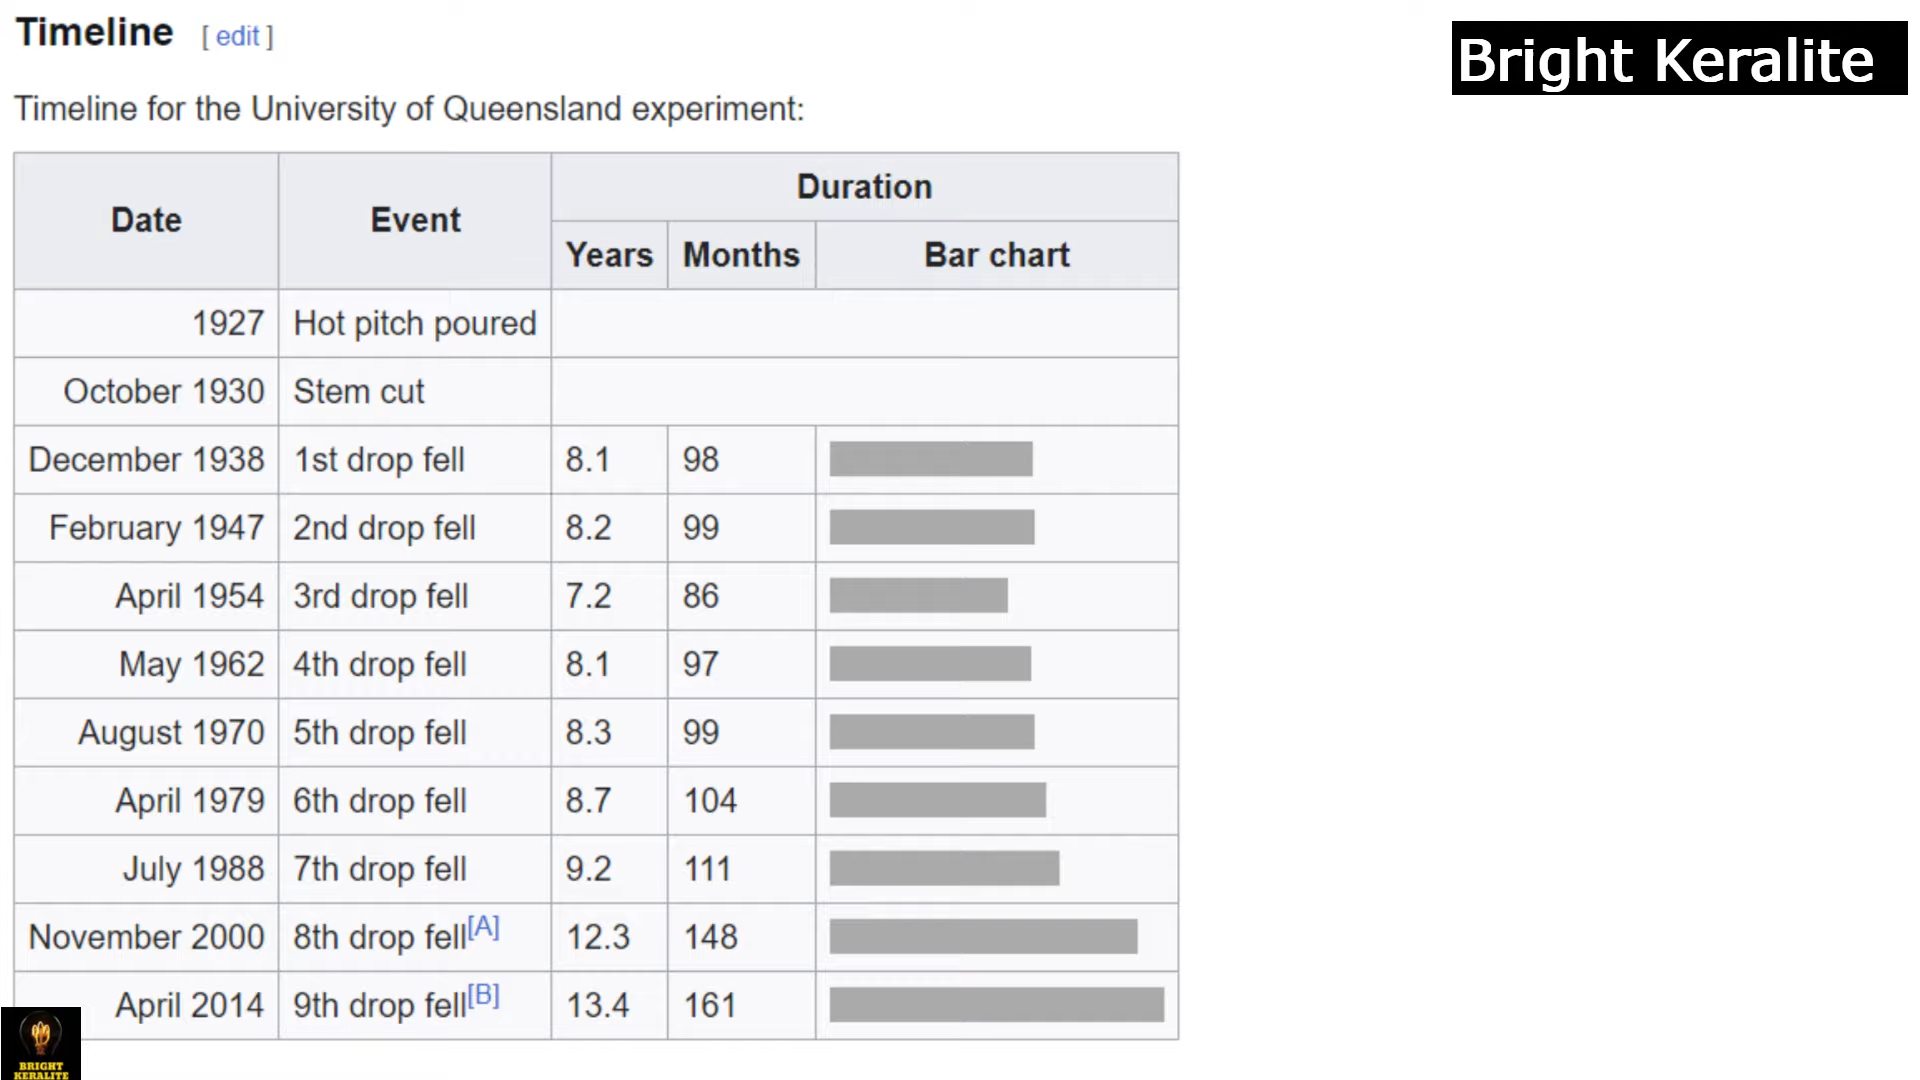 Timeline [ edit ]
Bright Keralite
Timeline for the University of Queensland experiment:
Date Event Duration
Years Months Bar chart
1927 Hot pitch poured
October 1930 Stem cut
December 1938 1st drop fell 8.1 98
February 1947 2nd drop fell 8.2 99
April 1954 3rd drop fell 7.2 86
May 1962 4th drop fell 8.1 97
August 1970 5th drop fell 8.3 99
April 1979 6th drop fell 8.7 104
July 1988 7th drop fell 9.2 111
November 2000 8th drop fell[A] 12.3 148
April 2014 9th drop fell[B] 13.4 161
BRIGHT
KERALITE